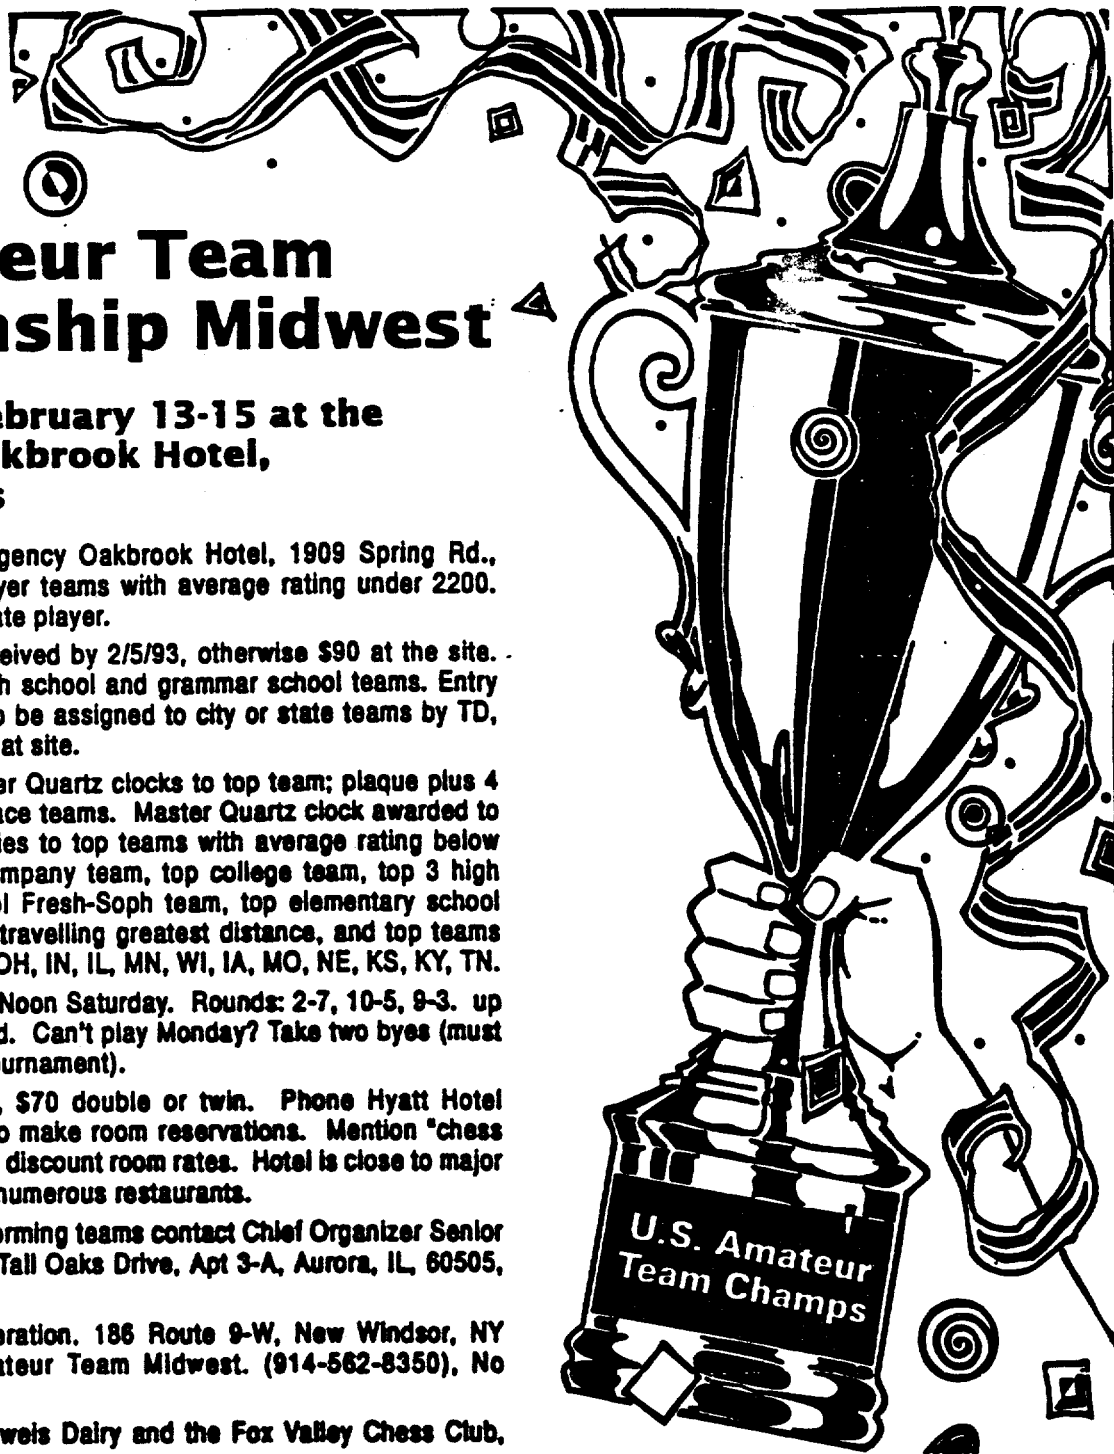 eur Team
nship Midwest
ebruary 13-15 at the
kbrook Hotel,
s
gency Oakbrook Hotel, 1909 Spring Rd.,
yer teams with average rating under 2200.
ate player.
eived by 2/5/93, otherwise $90 at the site.
h school and grammar school teams. Entry
o be assigned to city or state teams by TD,
at site.
er Quartz clocks to top team; plaque plus 4
ace teams. Master Quartz clock awarded to
ies to top teams with average rating below
mpany team, top college team, top 3 high
ol Fresh-Soph team, top elementary school
travelling greatest distance, and top teams
OH, IN, IL, MN, WI, IA, MO, NE, KS, KY, TN.
Noon Saturday. Rounds: 2-7, 10-5, 9-3. up
d. Can't play Monday? Take two byes (must
urnament).
, $70 double or twin. Phone Hyatt Hotel
o make room reservations. Mention "chess
discount room rates. Hotel is close to major
numerous restaurants.
orming teams contact Chief Organizer Senior
Tall Oaks Drive, Apt 3-A, Aurora, IL, 60505,
eration. 186 Route 9-W, New Windsor, NY
ateur Team Midwest. (914-562-8350), No
weis Dairy and the Fox Valley Chess Club,
U.S. Amateur
Team Champs